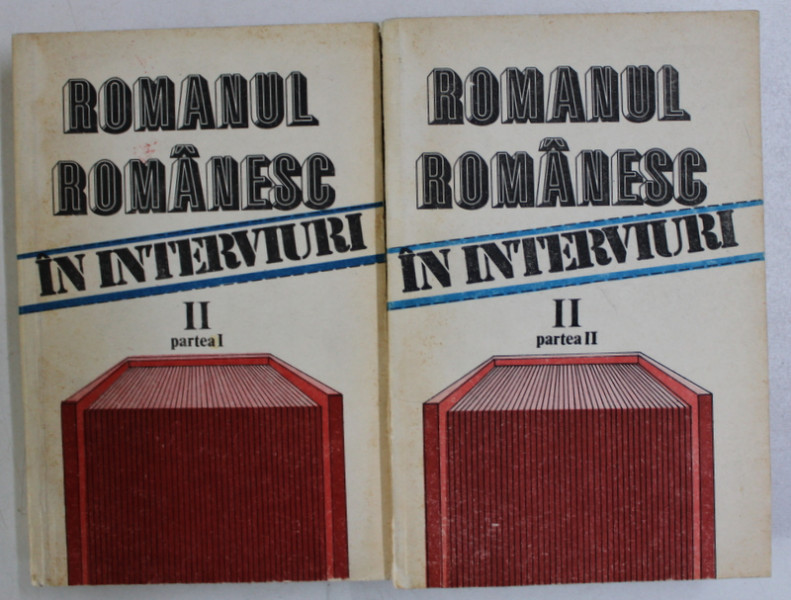 ROMANUL
ROMÂNESC
ÎN INTERVIURI
II
partea I
ROMANUL
ROMÂNESC
ÎN INTERVIURI
II
partea II